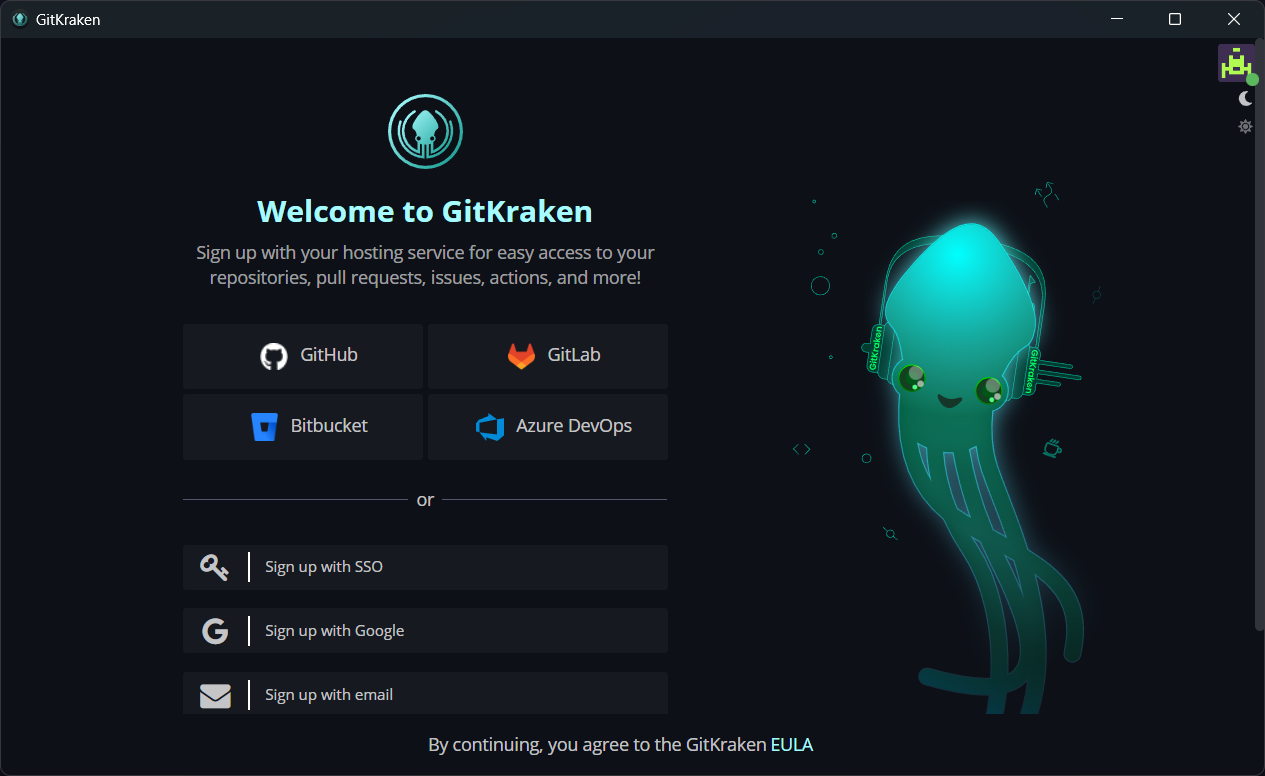 GitKraken
Welcome to GitKraken
Sign up with your hosting service for easy access to your
repositories, pull requests, issues, actions, and more!
GitHub
GitLab
Bitbucket
Azure DevOps
or
Sign up with SSO
Sign up with Google
Sign up with email
GitKraken
GitKraken
By continuing, you agree to the GitKraken EULA